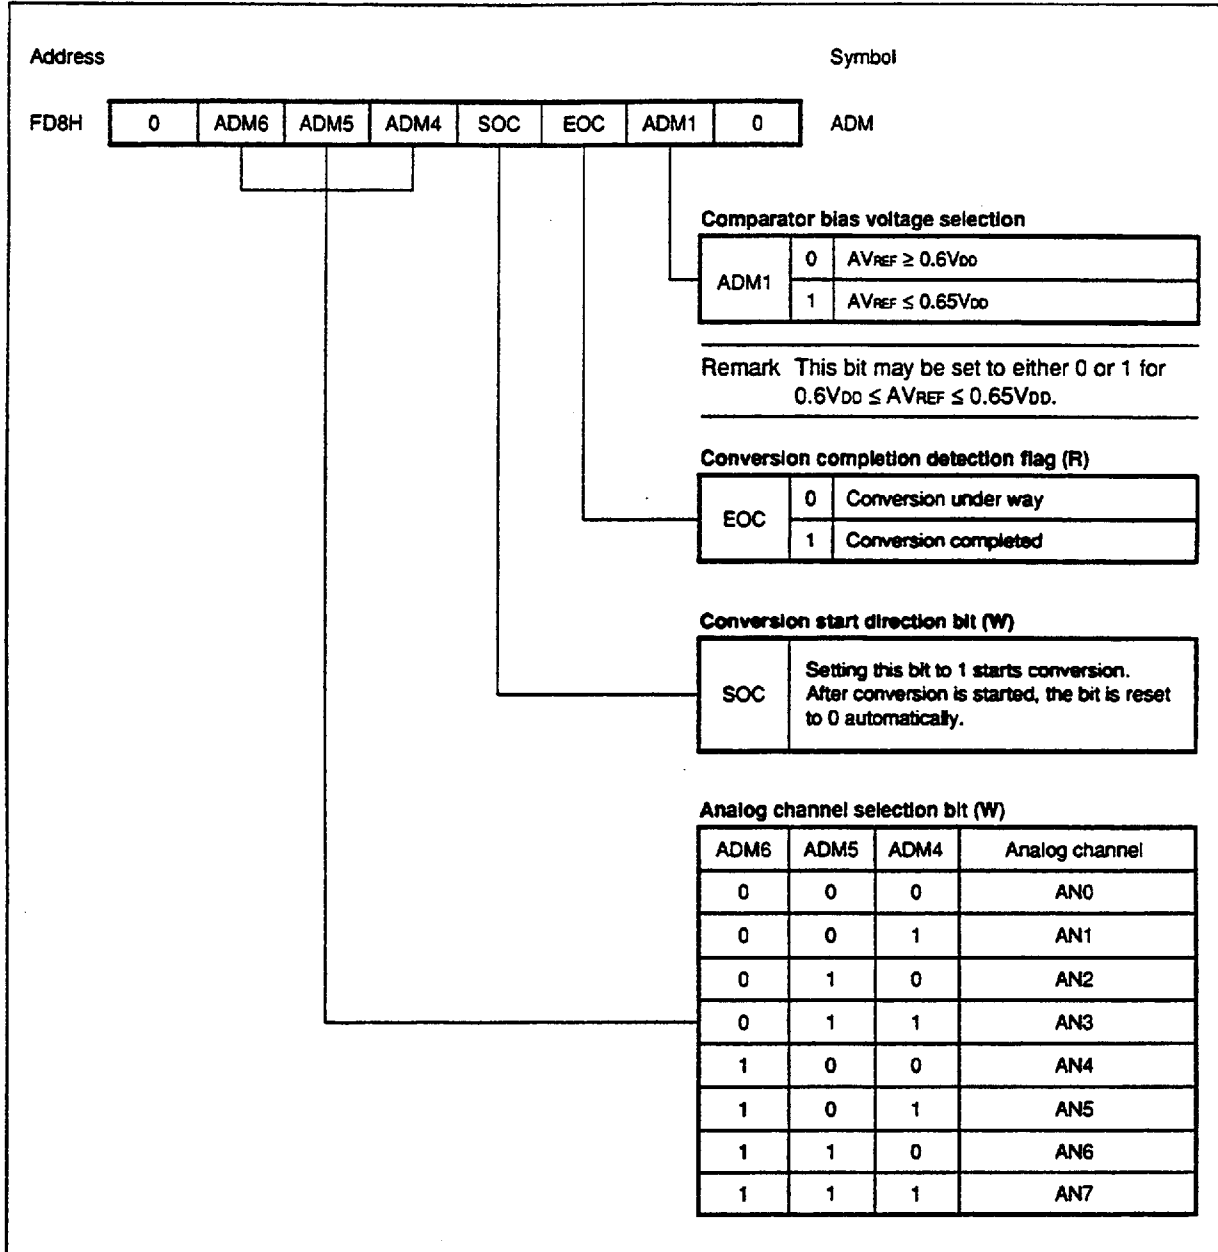 Address Symbol
FD8H 0 ADM6 ADM5 ADM4 SOC EOC ADM1 0 ADM
Comparator bias voltage selection
ADM1
0 AVREF ≥ 0.6VDD
1 AVREF ≤ 0.65VDD
Remark This bit may be set to either 0 or 1 for
0.6VDD ≤ AVREF ≤ 0.65VDD.
Conversion completion detection flag (R)
EOC
0 Conversion under way
1 Conversion completed
Conversion start direction bit (W)
SOC
Setting this bit to 1 starts conversion.
After conversion is started, the bit is reset
to 0 automatically.
Analog channel selection bit (W)
ADM6 ADM5 ADM4 Analog channel
0 0 0 AN0
0 0 1 AN1
0 1 0 AN2
0 1 1 AN3
1 0 0 AN4
1 0 1 AN5
1 1 0 AN6
1 1 1 AN7